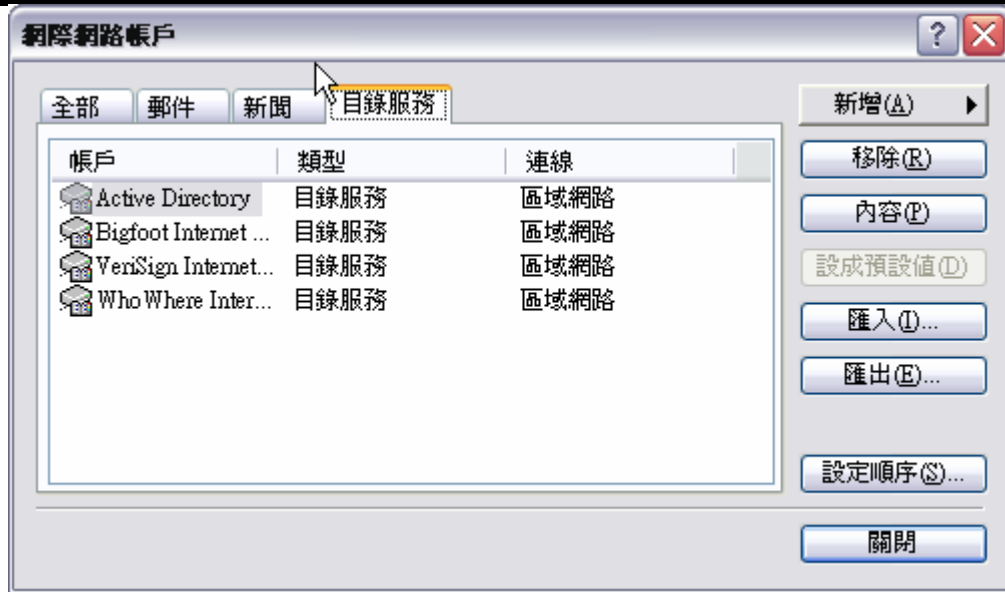 網際網路帳戶
全部 郵件 新聞 目錄服務
帳戶 類型 連線
Active Directory 目錄服務 區域網路
Bigfoot Internet ... 目錄服務 區域網路
VeriSign Internet... 目錄服務 區域網路
WhoWhere Inter... 目錄服務 區域網路
新增(A)
移除(R)
內容(P)
設成預設值(D)
匯入(I)...
匯出(E)...
設定順序(S)...
關閉